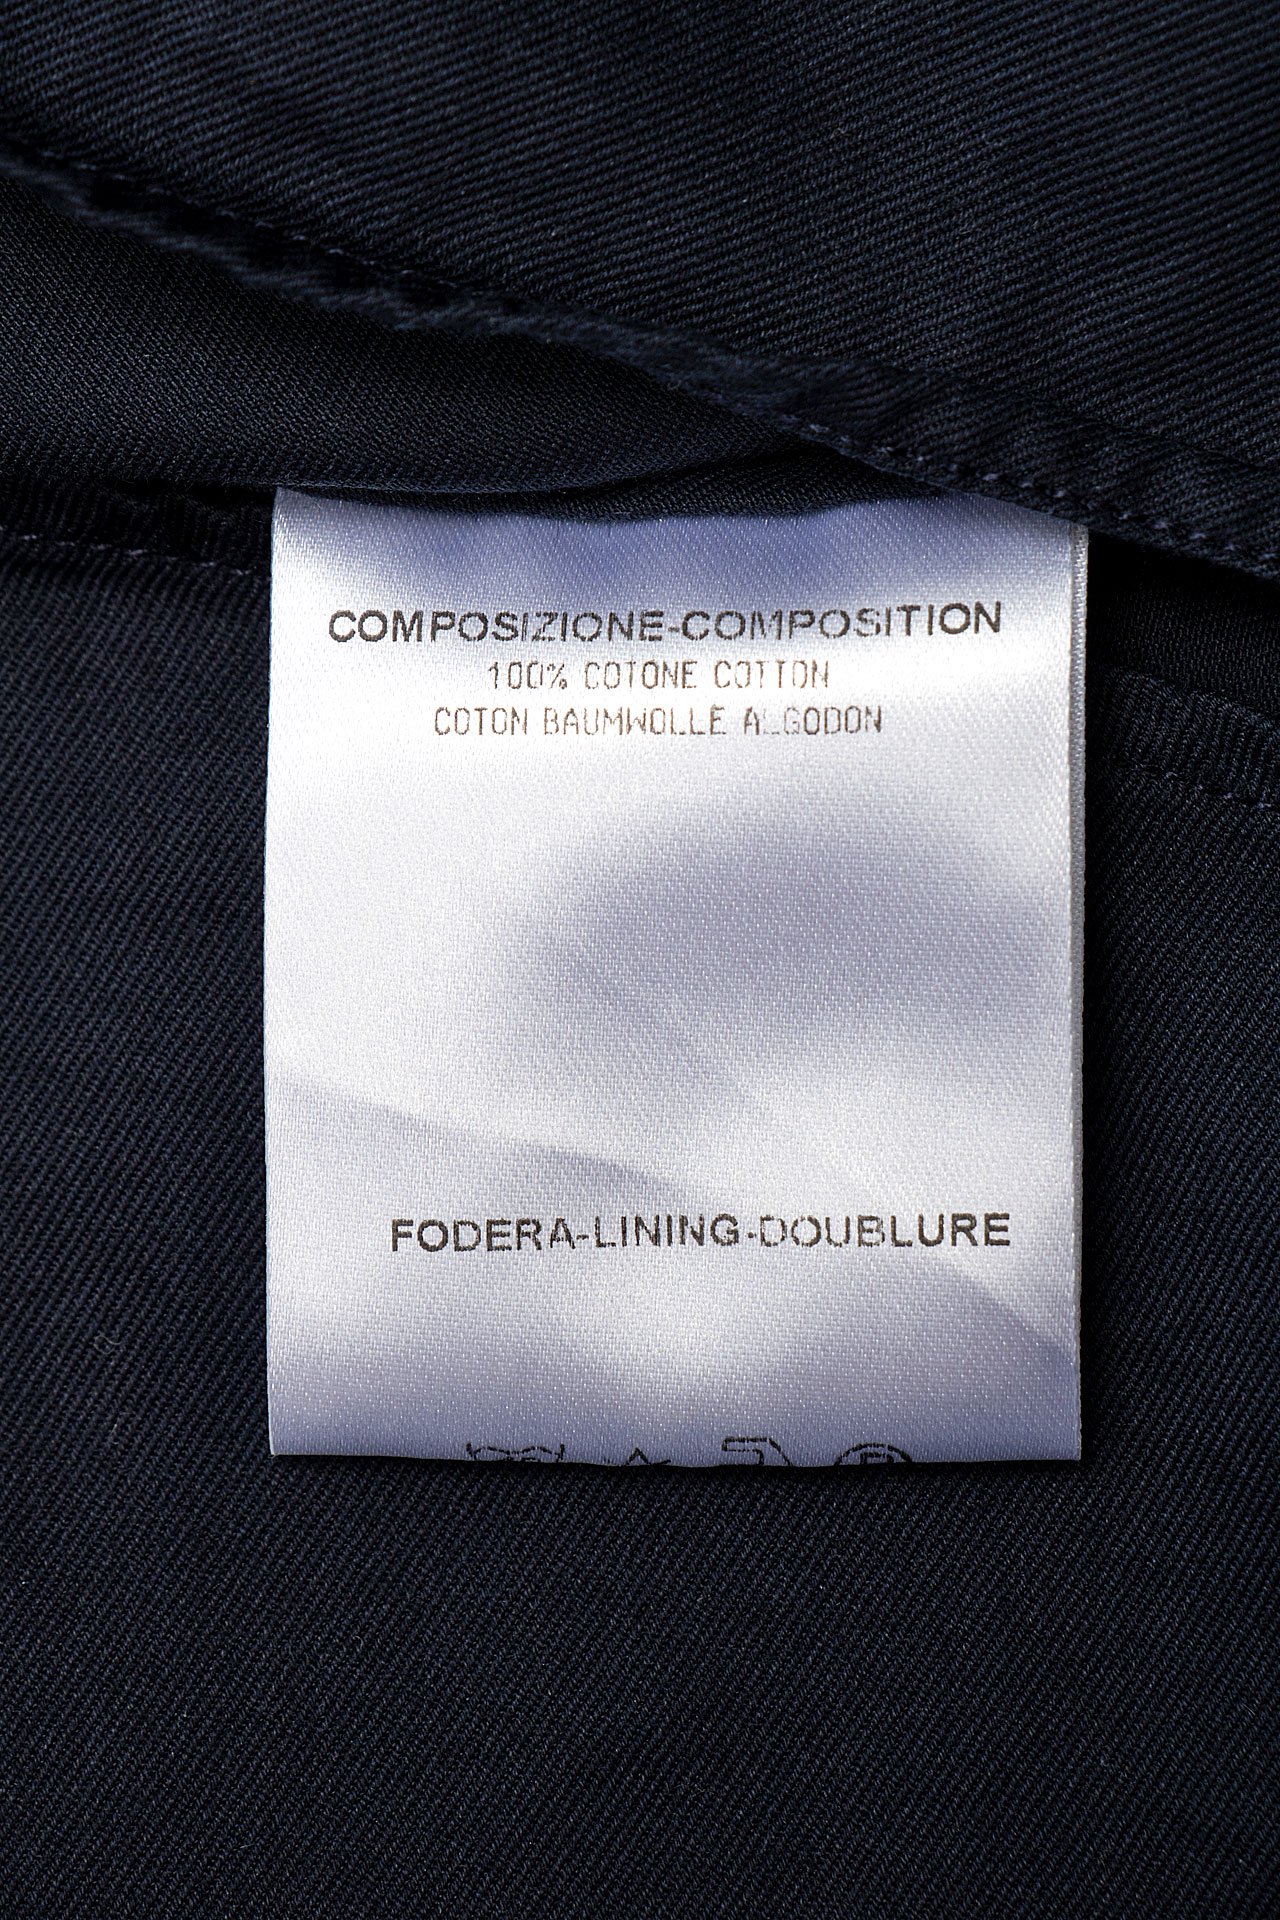 COMPOSIZIONE-COMPOSITION
100% COTONE COTTON
COTON BAUMWOLLE ALGODON
FODERA-LINING-DOUBLURE